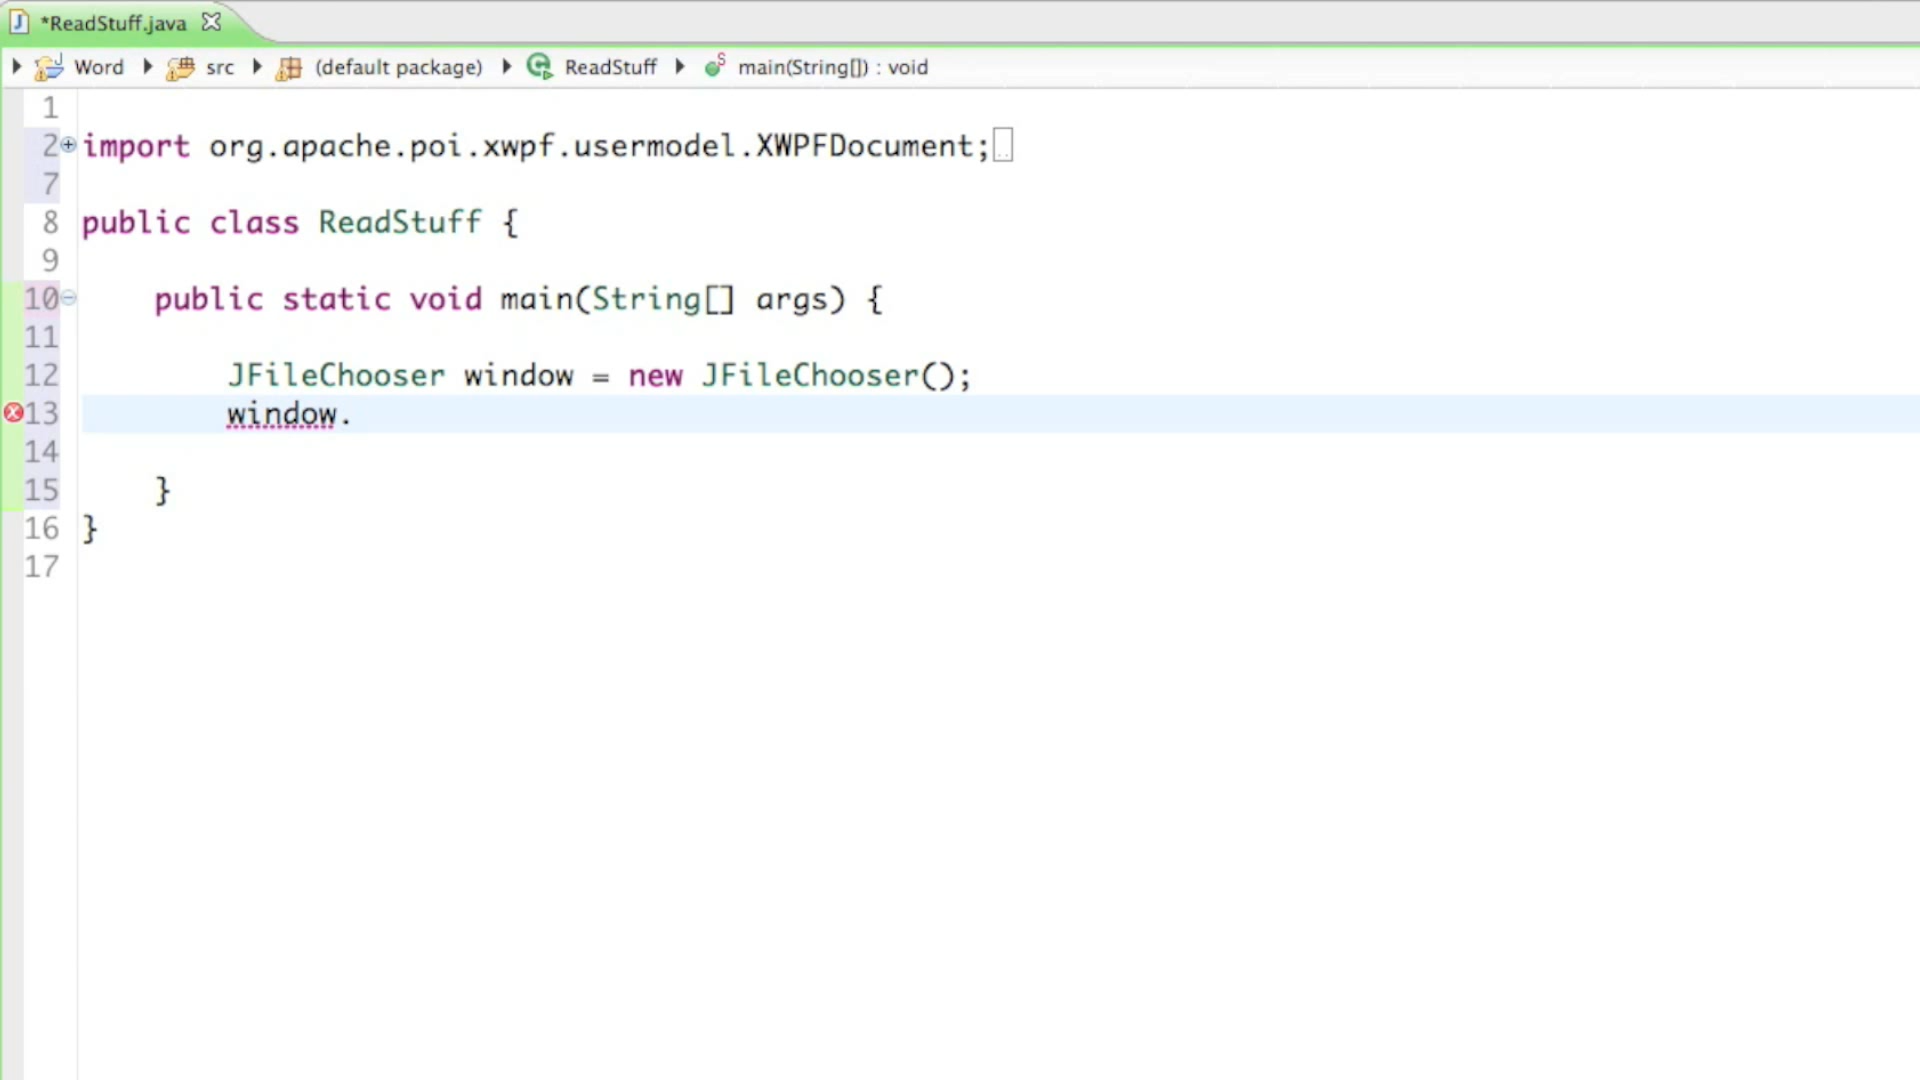 *ReadStuff.java
Word src (default package) ReadStuff main(String[]) : void
1
2 import org.apache.poi.xwpf.usermodel.XWPFDocument;
7
8 public class ReadStuff {
9
10 public static void main(String[] args) {
11
12 JFileChooser window = new JFileChooser();
13 window.
14
15 }
16 }
17